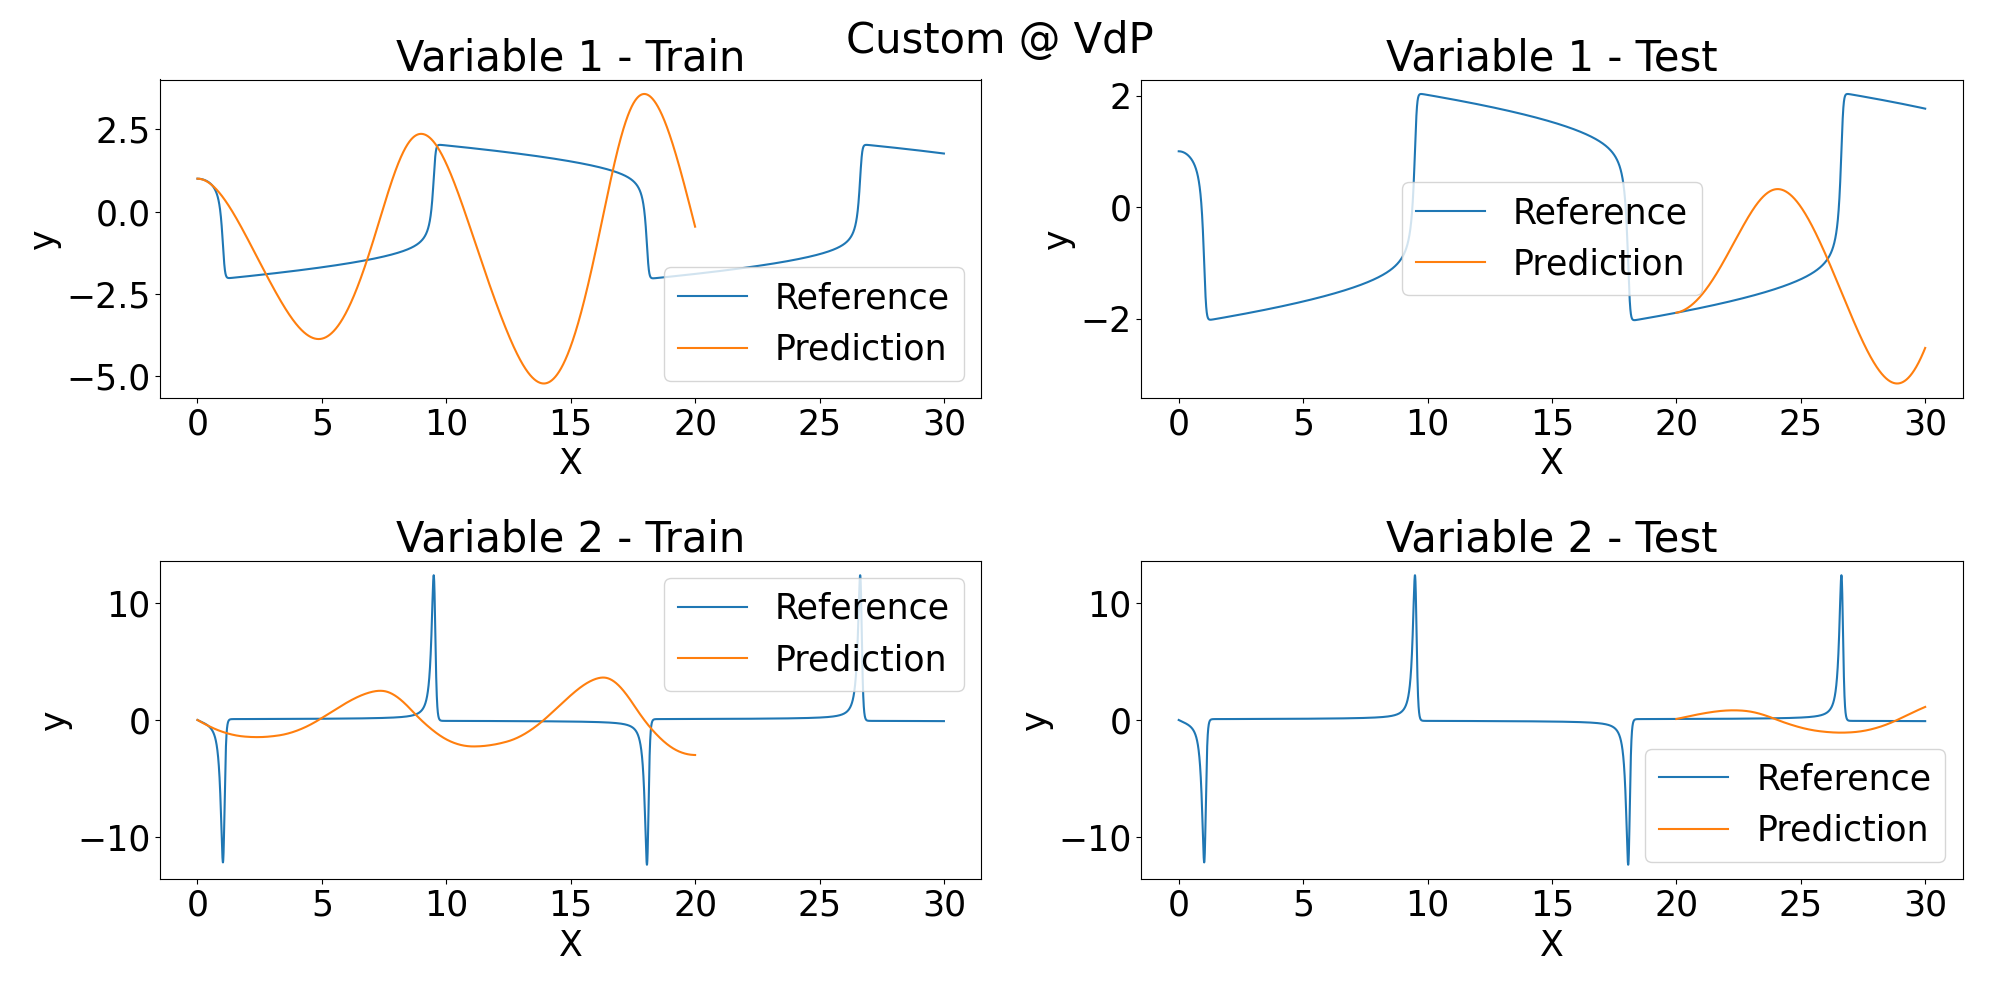 Custom @ VdP
Variable 1 - Train
2.5
0.0
−2.5
−5.0
y
Reference
Prediction
0 5 10 15 20 25 30
X
Variable 1 - Test
2
0
−2
y
Reference
Prediction
0 5 10 15 20 25 30
X
Variable 2 - Train
10
0
−10
y
Reference
Prediction
0 5 10 15 20 25 30
X
Variable 2 - Test
10
0
−10
y
Reference
Prediction
0 5 10 15 20 25 30
X